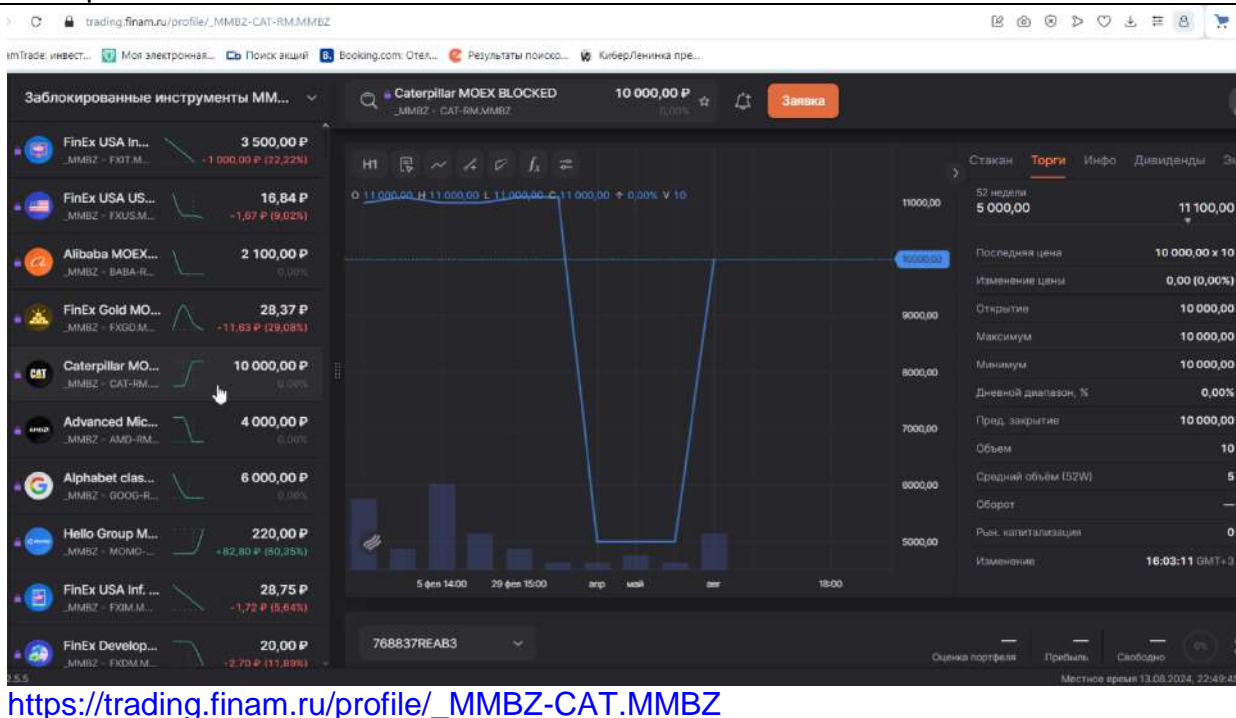 trading.finam.ru/profile/_MMBZ-CAT-RM.MMBZ
amTrade: инвест... Моя электронная... Поиск акций Booking.com: Отел... Результаты поиско... КиберЛенинка пре...
Заблокированные инструменты ММ...
Caterpillar MOEX BLOCKED 10 000,00 ₽
_MMBZ - CAT-RM.MMBZ 0,00%
Заявка
FinEx USA In... 3 500,00 ₽
_MMBZ - FXIT.M... -1 000,00 ₽ (22,22%)
FinEx USA US... 16,84 ₽
_MMBZ - FXUS.M... -1,67 ₽ (9,02%)
Alibaba MOEX... 2 100,00 ₽
_MMBZ - BABA-R... 0,00%
FinEx Gold MO... 28,37 ₽
_MMBZ - FXGD.M... -11,63 ₽ (29,08%)
CAT
Caterpillar MO... 10 000,00 ₽
_MMBZ - CAT-RM.... 0,00%
Advanced Mic... 4 000,00 ₽
_MMBZ - AMD-RM... 0,00%
Alphabet clas... 6 000,00 ₽
_MMBZ - GOOG-R... 0,00%
Hello Group M... 220,00 ₽
_MMBZ - MOMO-... +82,80 ₽ (60,35%)
FinEx USA Inf. ... 28,75 ₽
_MMBZ - FXIM.M... -1,72 ₽ (5,64%)
FinEx Develop... 20,00 ₽
_MMBZ - FXDM.M... -2,70 ₽ (11,89%)
2.5.5
H1
O 11 000,00 H 11 000,00 L 11 000,00 C 11 000,00 0,00% V 10
11000,00
10000,00
9000,00
8000,00
7000,00
6000,00
5000,00
5 фев 14:00 29 фев 15:00 апр май авг 18:00
Стакан Торги Инфо Дивиденды
52 недели
5 000,00 11 100,00
Последняя цена 10 000,00 x 10
Изменение цены 0,00 (0,00%)
Открытие 10 000,00
Максимум 10 000,00
Минимум 10 000,00
Дневной диапазон, % 0,00%
Пред. закрытие 10 000,00
Объем 10
Средний объём (52W) 5
Оборот —
Рын. капитализация 0
Изменение 16:03:11 GMT+3
768837REAB3
— — — 0%
Оценка портфеля Прибыль Свободно
Местное время 13.08.2024, 22:49:45
https://trading.finam.ru/profile/_MMBZ-CAT.MMBZ